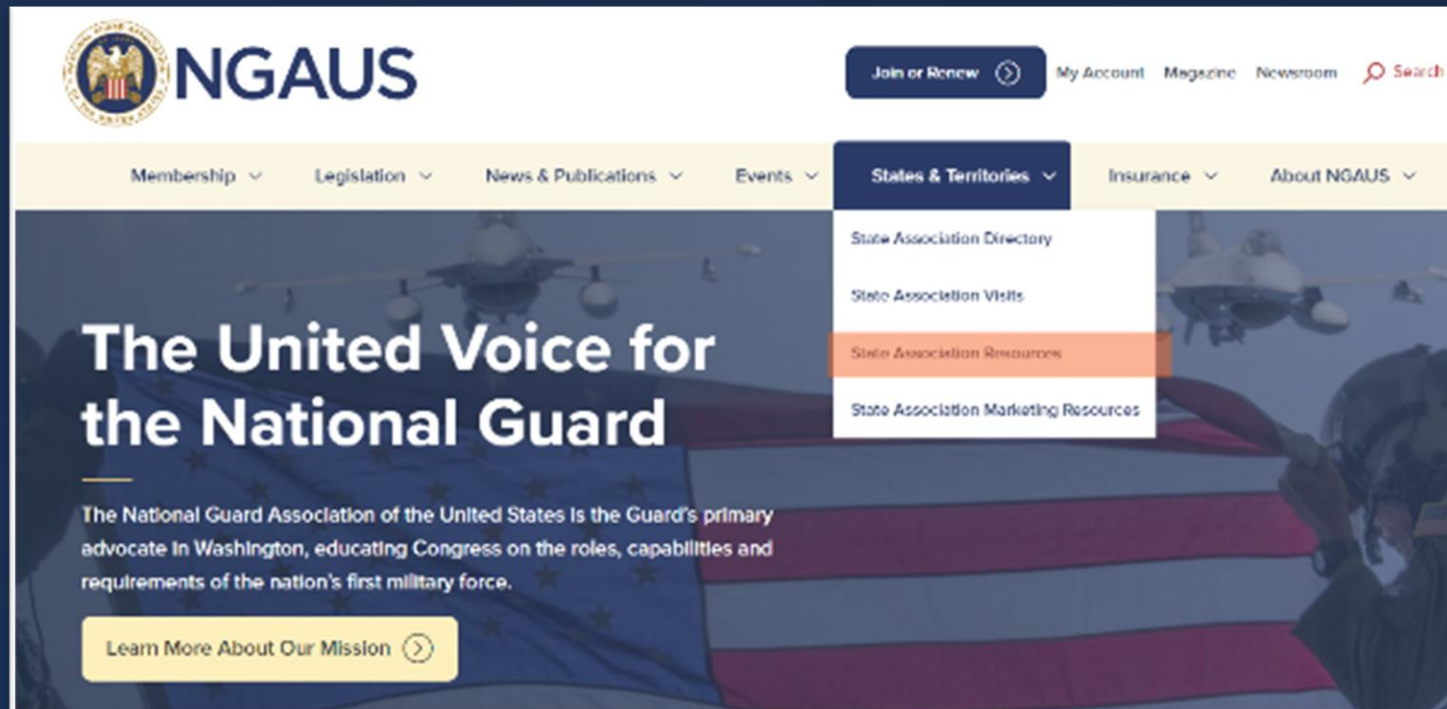 NGAUS
Join or Renew
My Account
Magazine
Newsroom
Search
Membership
Legislation
News & Publications
Events
States & Territories
Insurance
About NGAUS
State Association Directory
State Association Visits
State Association Resources
State Association Marketing Resources
The United Voice for
the National Guard
The National Guard Association of the United States is the Guard's primary
advocate in Washington, educating Congress on the roles, capabilities and
requirements of the nation's first military force.
Learn More About Our Mission